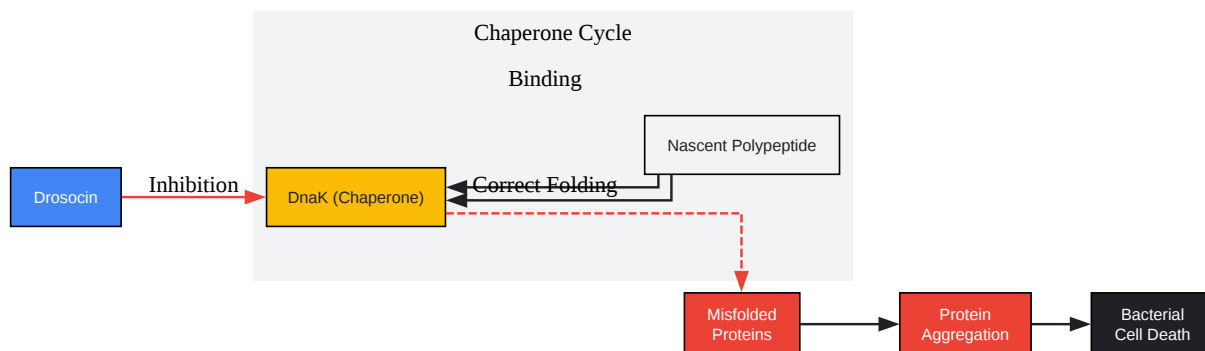 Chaperone Cycle
Binding
Nascent Polypeptide
Drosocin
Inhibition
DnaK (Chaperone)
Correct Folding
Misfolded
Proteins
Protein
Aggregation
Bacterial
Cell Death